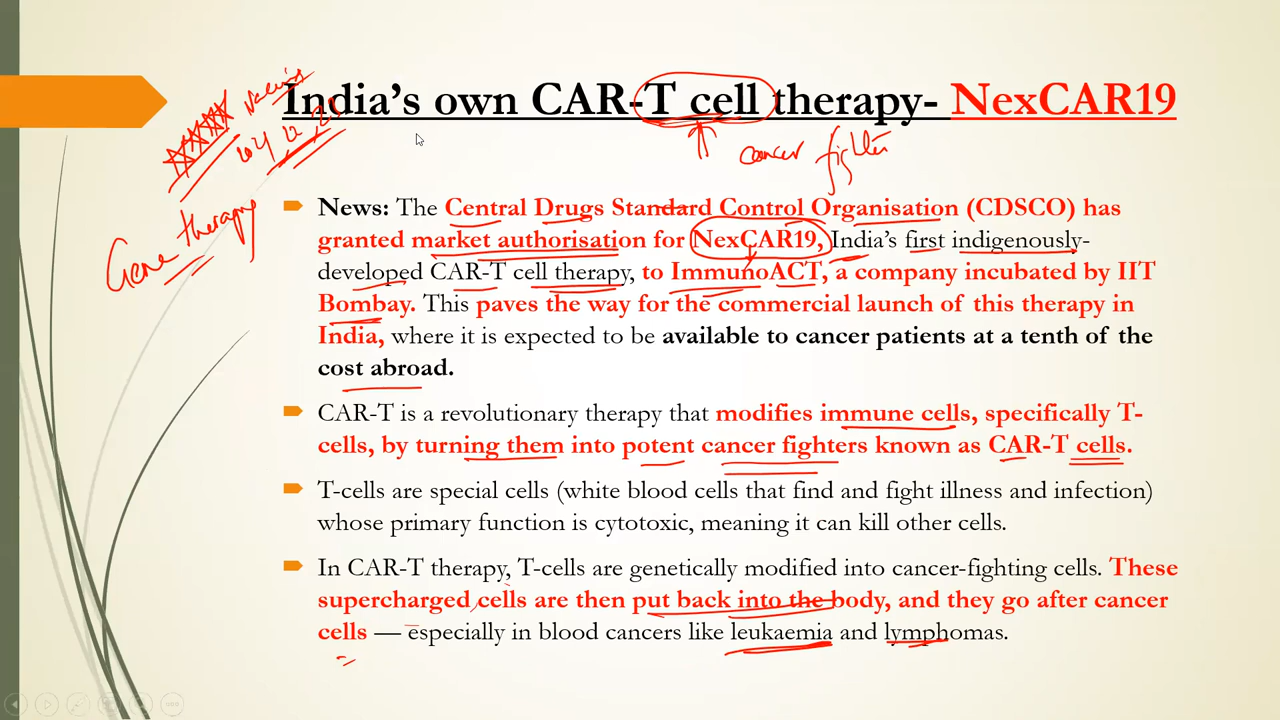 India's own CAR-T cell therapy- NexCAR19
cancer fighter
Gene therapy
News: The Central Drugs Standard Control Organisation (CDSCO) has
granted market authorisation for NexCAR19, India's first indigenously-
developed CAR-T cell therapy, to ImmunoACT, a company incubated by IIT
Bombay. This paves the way for the commercial launch of this therapy in
India, where it is expected to be available to cancer patients at a tenth of the
cost abroad.
CAR-T is a revolutionary therapy that modifies immune cells, specifically T-
cells, by turning them into potent cancer fighters known as CAR-T cells.
T-cells are special cells (white blood cells that find and fight illness and infection)
whose primary function is cytotoxic, meaning it can kill other cells.
In CAR-T therapy, T-cells are genetically modified into cancer-fighting cells. These
supercharged cells are then put back into the body, and they go after cancer
cells — especially in blood cancers like leukaemia and lymphomas.